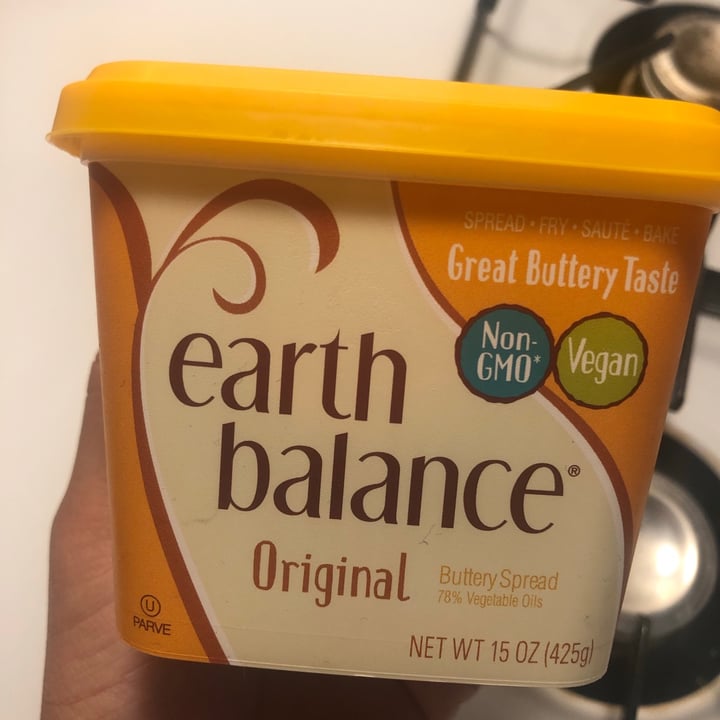 SPREAD • FRY • SAUTÉ • BAKE
Great Buttery Taste
Non-
GMO*
Vegan
earth
balance®
Original
Buttery Spread
78% Vegetable Oils
U
PARVE
NET WT 15 OZ (425g)